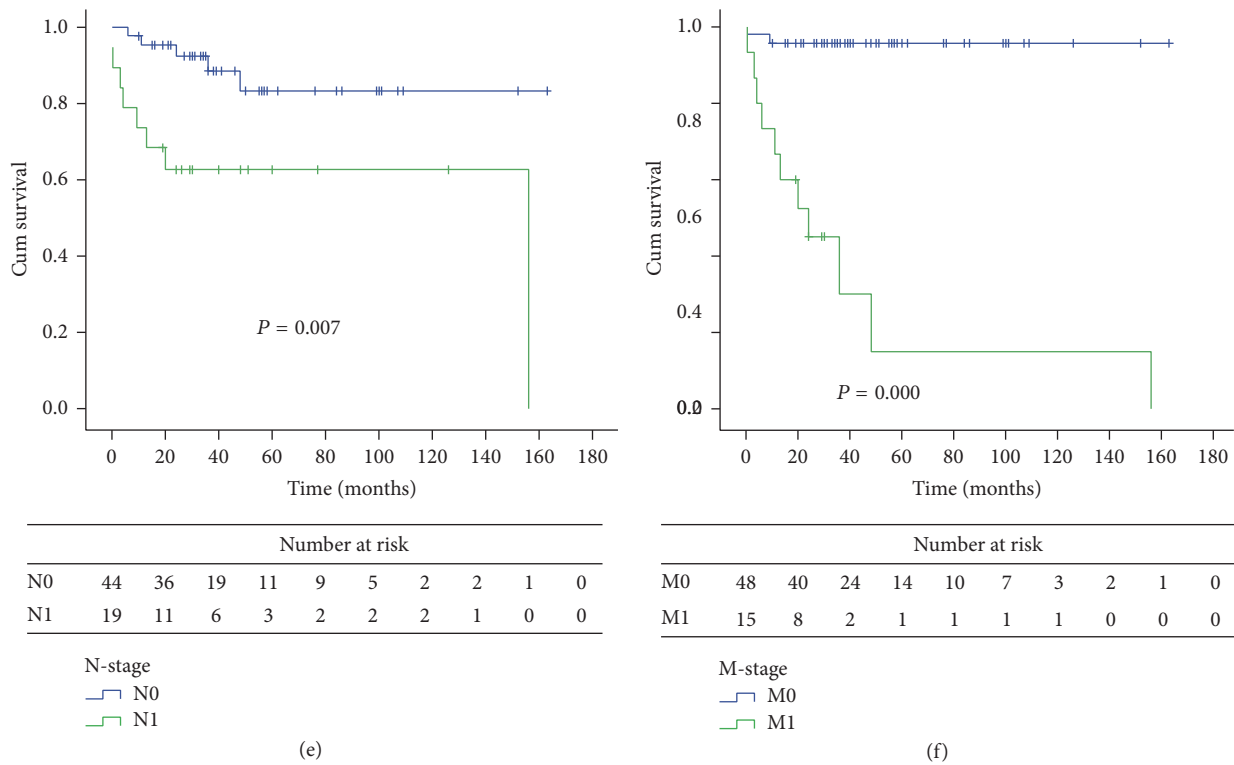 1.0
0.8
0.6
0.4
0.2
0.0
Cum survival
P = 0.007
0 20 40 60 80 100 120 140 160 180
Time (months)
Number at risk
N0 44 36 19 11 9 5 2 2 1 0
N1 19 11 6 3 2 2 2 1 0 0
N-stage
N0
N1
(e)
1.0
0.8
0.6
0.4
0.2
0.0
Cum survival
P = 0.000
0 20 40 60 80 100 120 140 160 180
Time (months)
Number at risk
M0 48 40 24 14 10 7 3 2 1 0
M1 15 8 2 1 1 1 1 0 0 0
M-stage
M0
M1
(f)